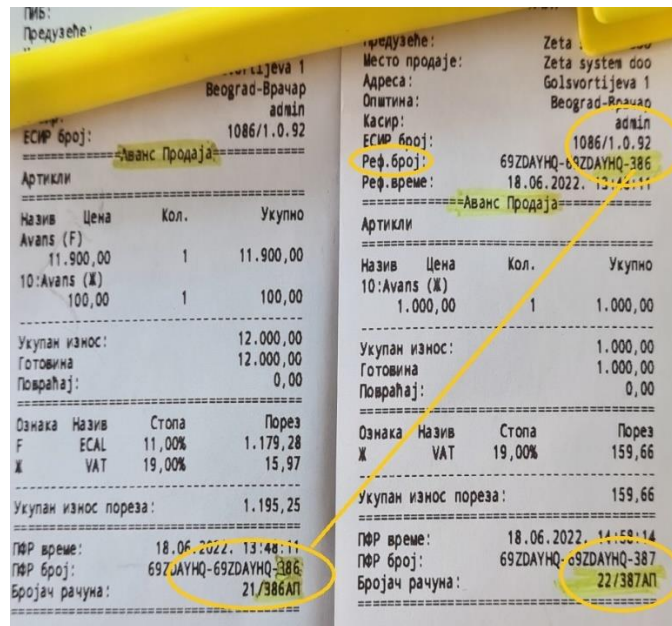 ПИБ:
Предузеће:
Golsvortijeva 1
Beograd-Врачар
admin
ЕСИР број: 1086/1.0.92
Аванс Продаја
Артикли
Назив Цена Кол. Укупно
Avans (F)
11.900,00 1 11.900,00
10:Avans (Ж)
100,00 1 100,00
Укупан износ: 12.000,00
Готовина 12.000,00
Повраћај: 0,00
Ознака Назив Стопа Порез
F ECAL 11,00% 1.179,28
Ж VAT 19,00% 15,97
Укупан износ пореза: 1.195,25
ПФР време: 18.06.2022. 13:48:11
ПФР број: 69ZDAYHQ-69ZDAYHQ-386
Бројач рачуна: 21/386АП
Предузеће: Zeta
Место продаје: Zeta system doo
Адреса: Golsvortijeva 1
Општина: Beograd-Врачар
Касир: admin
ЕСИР број: 1086/1.0.92
Реф.број: 69ZDAYHQ-69ZDAYHQ-386
Реф.време: 18.06.2022. 13:48:11
Аванс Продаја
Артикли
Назив Цена Кол. Укупно
10:Avans (Ж)
1.000,00 1 1.000,00
Укупан износ: 1.000,00
Готовина 1.000,00
Повраћај: 0,00
Ознака Назив Стопа Порез
Ж VAT 19,00% 159,66
Укупан износ пореза: 159,66
ПФР време: 18.06.2022. 14:58:14
ПФР број: 69ZDAYHQ-69ZDAYHQ-387
Бројач рачуна: 22/387АП